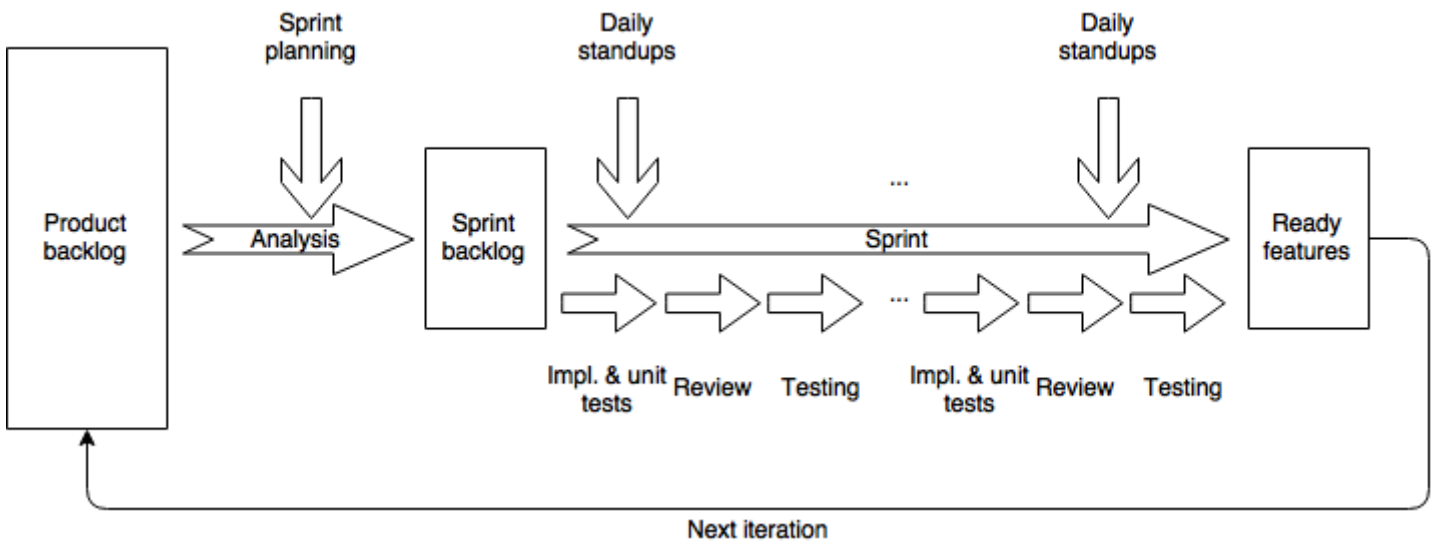 Sprint
planning
Daily
standups
Daily
standups
...
Product
backlog
Analysis
Sprint
backlog
Sprint
Ready
features
...
Impl. & unit
tests
Review
Testing
Impl. & unit
tests
Review
Testing
Next iteration